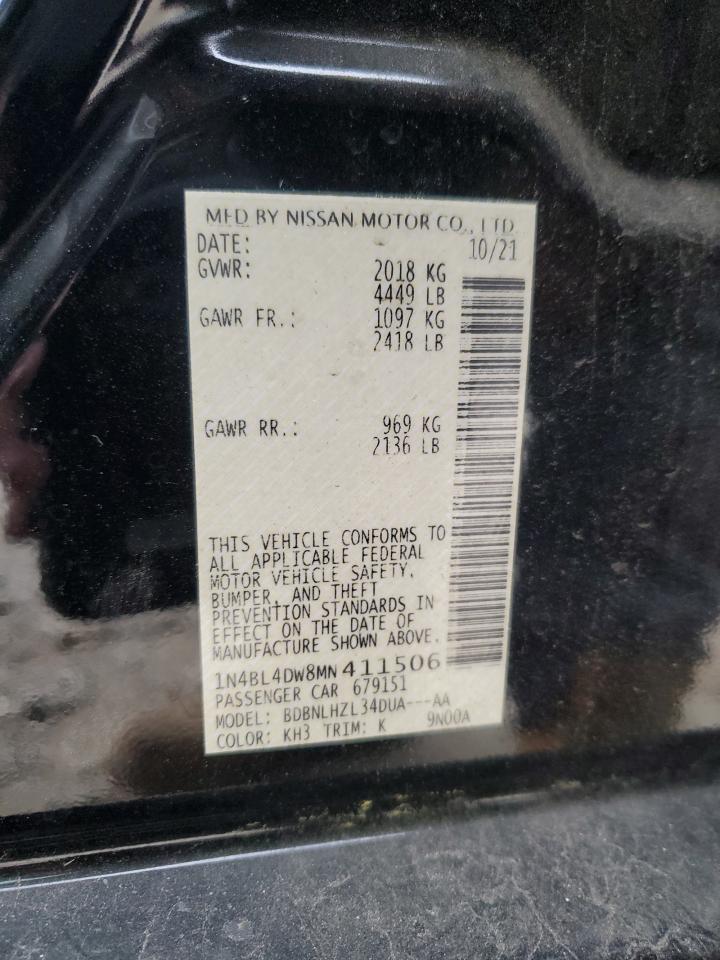 MFD BY NISSAN MOTOR CO., LTD
DATE: 10/21
GVWR: 2018 KG
4449 LB
GAWR FR.: 1097 KG
2418 LB
GAWR RR.: 969 KG
2136 LB
THIS VEHICLE CONFORMS TO
ALL APPLICABLE FEDERAL
MOTOR VEHICLE SAFETY,
BUMPER, AND THEFT
PREVENTION STANDARDS IN
EFFECT ON THE DATE OF
MANUFACTURE SHOWN ABOVE.
1N4BL4DW8MN411506
PASSENGER CAR 679151
MODEL: BDBNLHZL34DUA---AA
COLOR: KH3 TRIM: K 9N00A